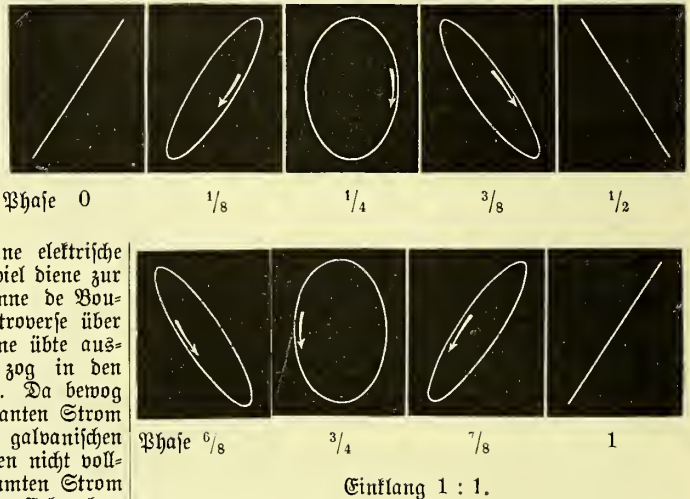 Phase 0 1/8 1/4 3/8 1/2
ne elektrische
piel diene zur
nne de Bou=
troverse über
ne übte aus=
zog in den
. Da bewog
anten Strom
galvanischen
en nicht voll=
mten Strom
Phase 6/8 3/4 7/8 1
Einklang 1 : 1.